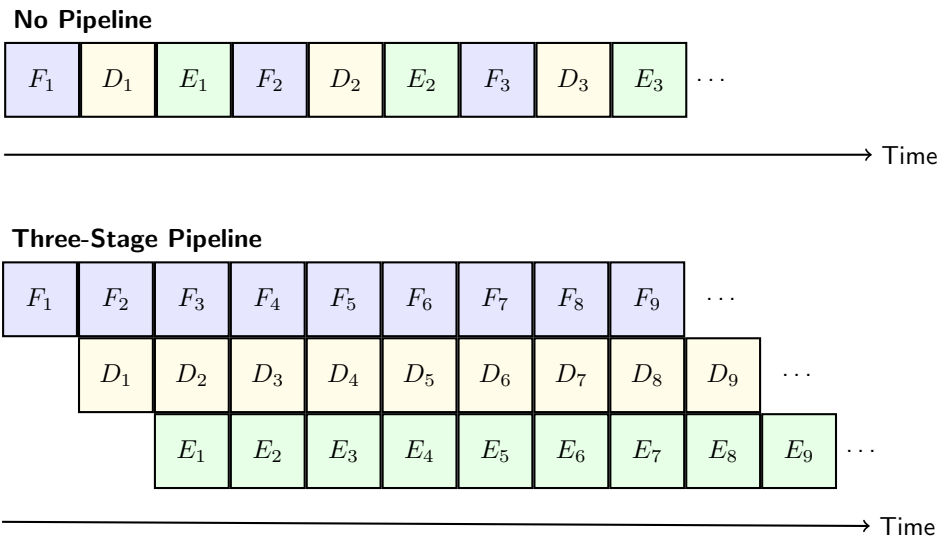 No Pipeline
F₁ D₁ E₁ F₂ D₂ E₂ F₃ D₃ E₃ ···
Time
Three-Stage Pipeline
F₁ F₂ F₃ F₄ F₅ F₆ F₇ F₈ F₉ ···
D₁ D₂ D₃ D₄ D₅ D₆ D₇ D₈ D₉ ···
E₁ E₂ E₃ E₄ E₅ E₆ E₇ E₈ E₉ ···
Time